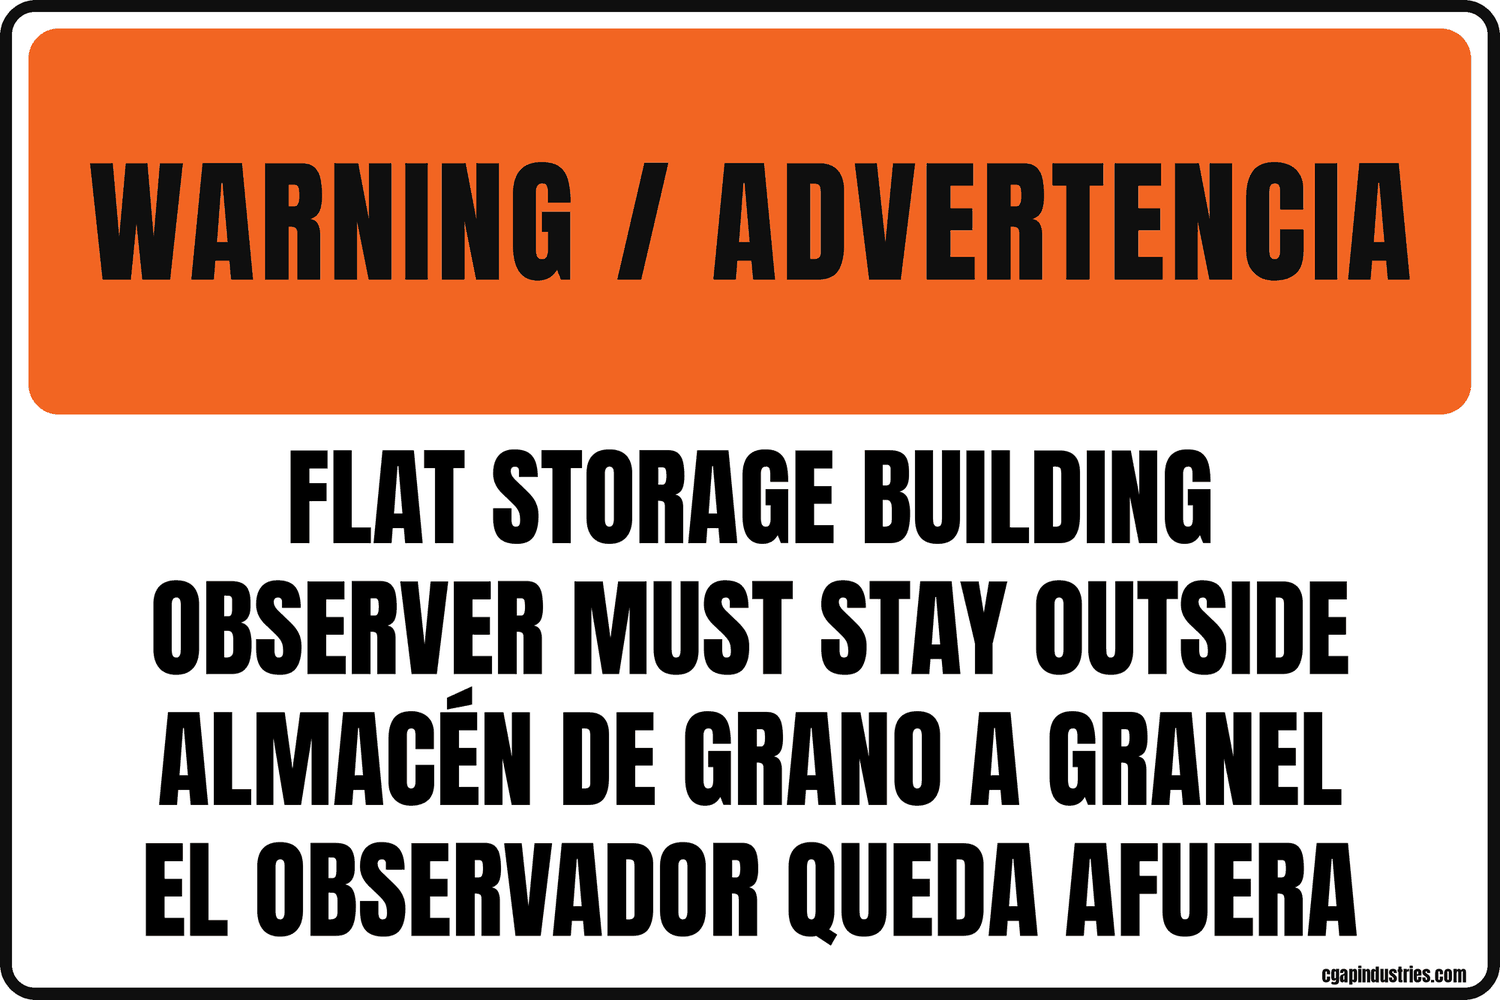 WARNING / ADVERTENCIA
FLAT STORAGE BUILDING
OBSERVER MUST STAY OUTSIDE
ALMACÉN DE GRANO A GRANEL
EL OBSERVADOR QUEDA AFUERA
cgapindustries.com